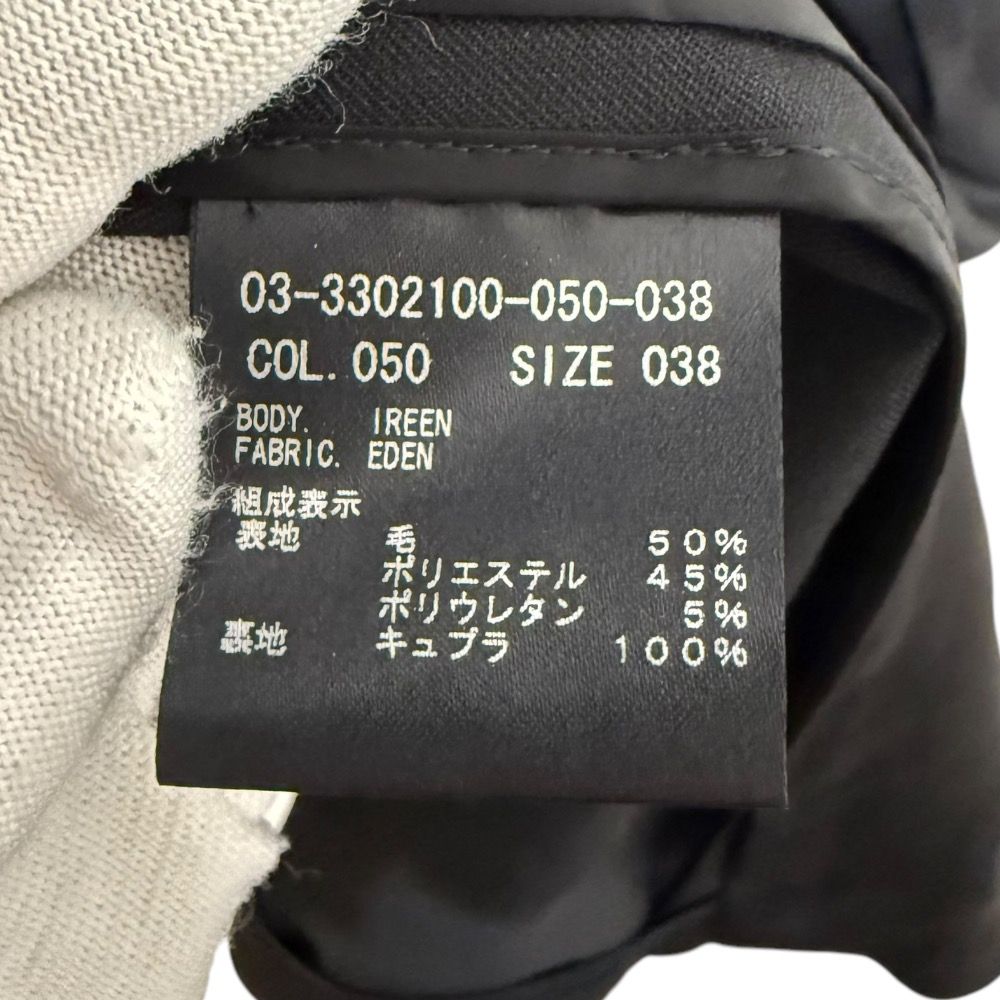 03-3302100-050-038
COL. 050 SIZE 038
BODY. IREEN
FABRIC. EDEN
組成表示
表地 毛 50%
ポリエステル 45%
ポリウレタン 5%
裏地 キュプラ 100%